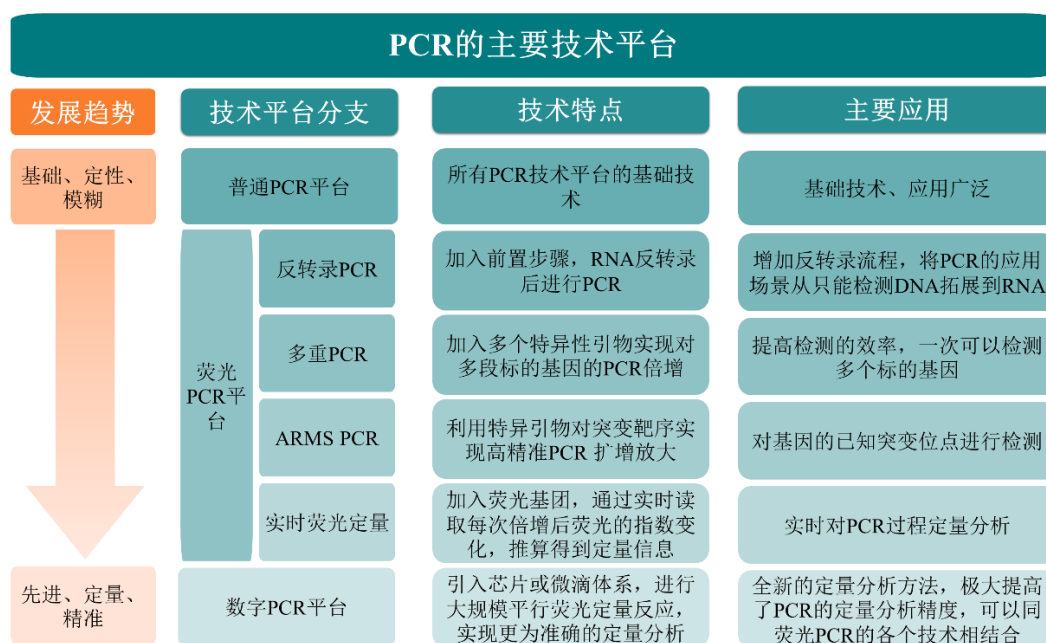 PCR的主要技术平台
发展趋势
技术平台分支
技术特点
主要应用
基础、定性、
模糊
普通PCR平台
所有PCR技术平台的基础技
术
基础技术、应用广泛
荧光
PCR平
台
反转录PCR
加入前置步骤，RNA反转录
后进行PCR
增加反转录流程，将PCR的应用
场景从只能检测DNA拓展到RNA
多重PCR
加入多个特异性引物实现对
多段标的基因的PCR倍增
提高检测的效率，一次可以检测
多个标的基因
ARMS PCR
利用特异引物对突变靶序实
现高精准PCR 扩增放大
对基因的已知突变位点进行检测
实时荧光定量
加入荧光基团，通过实时读
取每次倍增后荧光的指数变
化，推算得到定量信息
实时对PCR过程定量分析
先进、定量、
精准
数字PCR平台
引入芯片或微滴体系，进行
大规模平行荧光定量反应，
实现更为准确的定量分析
全新的定量分析方法，极大提高
了PCR的定量分析精度，可以同
荧光PCR的各个技术相结合